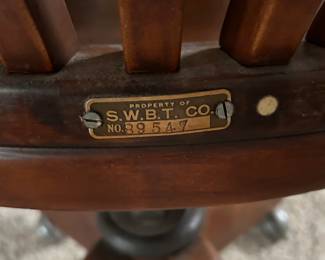 PROPERTY OF
S.W.B.T. CO.
NO. 39547